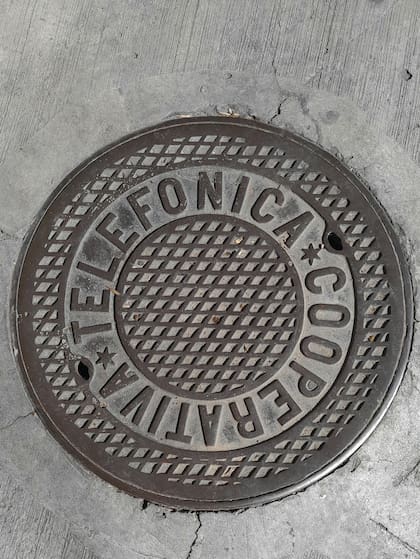 TELEFONICA ★ COOPERATIVA ★